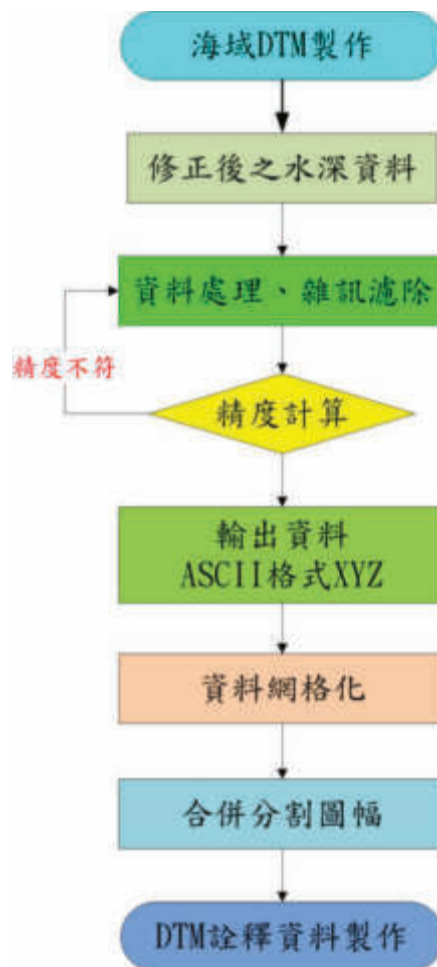 海域DTM製作
修正後之水深資料
資料處理、雜訊濾除
精度不符
精度計算
輸出資料
ASCII格式XYZ
資料網格化
合併分割圖幅
DTM詮釋資料製作